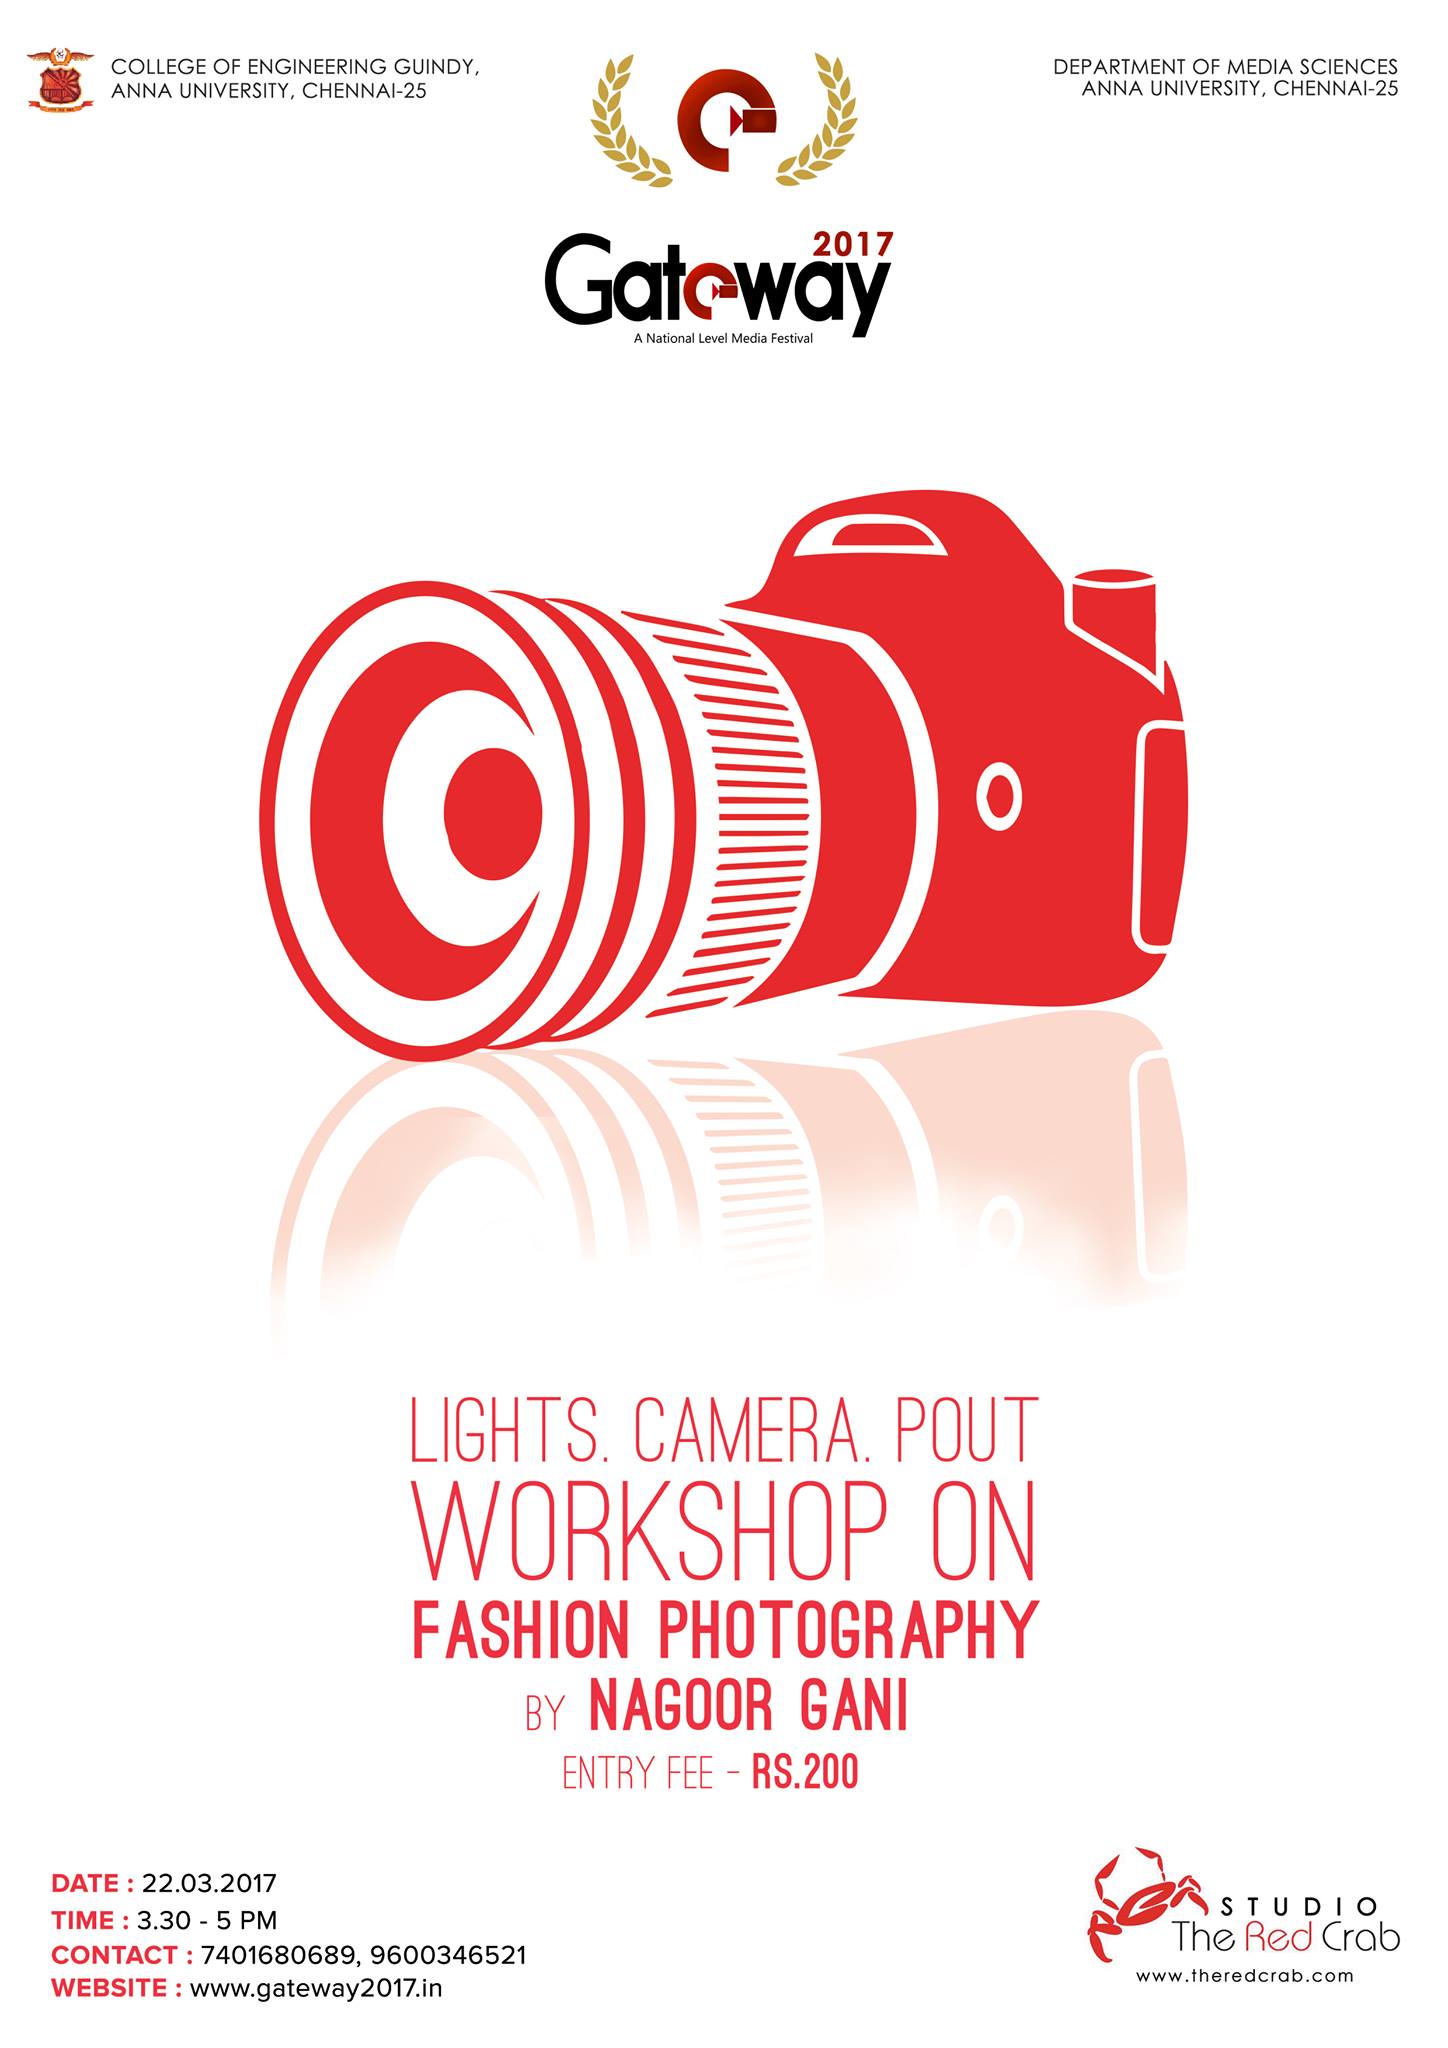 COLLEGE OF ENGINEERING GUINDY,
ANNA UNIVERSITY, CHENNAI-25
DEPARTMENT OF MEDIA SCIENCES
ANNA UNIVERSITY, CHENNAI-25
2017
Gateway
A National Level Media Festival
LIGHTS. CAMERA. POUT
WORKSHOP ON
FASHION PHOTOGRAPHY
BY NAGOOR GANI
ENTRY FEE - RS.200
DATE : 22.03.2017
TIME : 3.30 - 5 PM
CONTACT : 7401680689, 9600346521
WEBSITE : www.gateway2017.in
STUDIO
The Red Crab
www.theredcrab.com